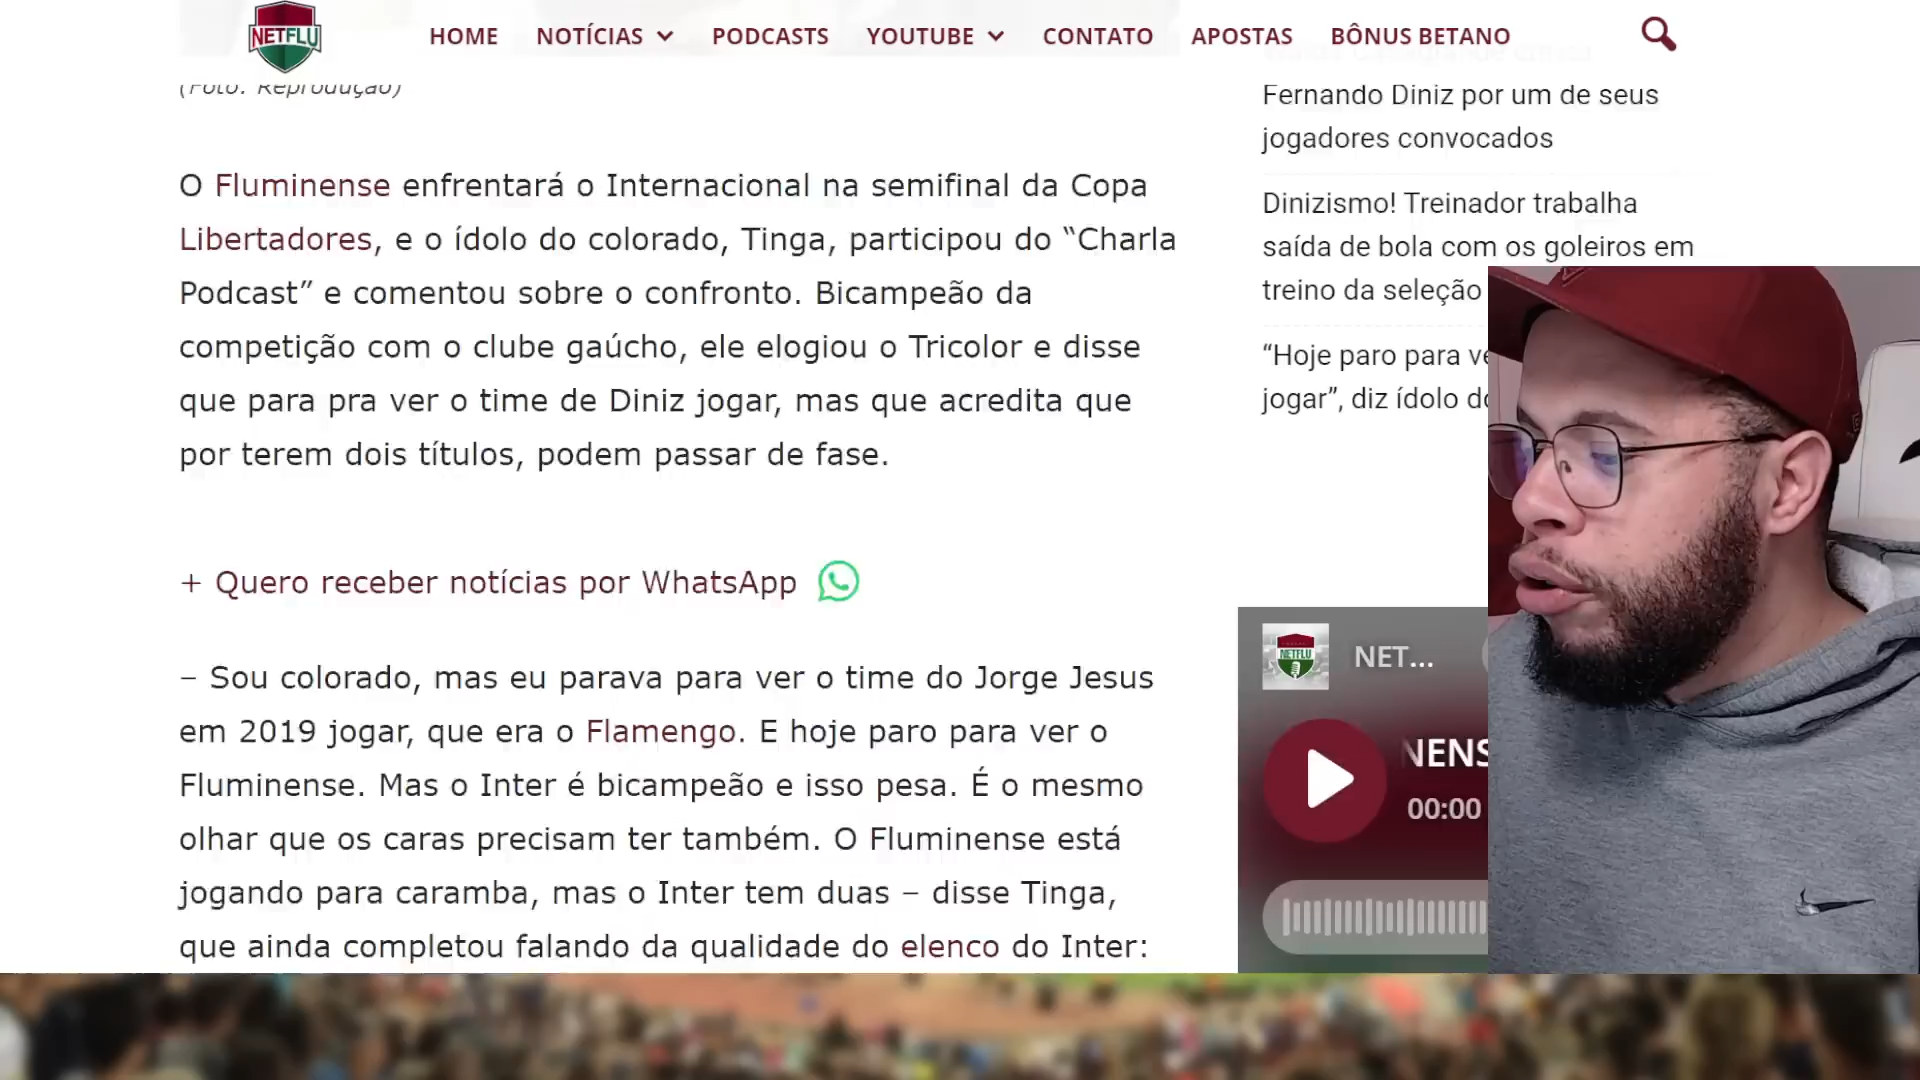 NETFLU
HOME NOTÍCIAS PODCASTS YOUTUBE CONTATO APOSTAS BÔNUS BETANO
(Foto: Reprodução)
O Fluminense enfrentará o Internacional na semifinal da Copa
Libertadores, e o ídolo do colorado, Tinga, participou do “Charla
Podcast” e comentou sobre o confronto. Bicampeão da
competição com o clube gaúcho, ele elogiou o Tricolor e disse
que para pra ver o time de Diniz jogar, mas que acredita que
por terem dois títulos, podem passar de fase.
+ Quero receber notícias por WhatsApp
– Sou colorado, mas eu parava para ver o time do Jorge Jesus
em 2019 jogar, que era o Flamengo. E hoje paro para ver o
Fluminense. Mas o Inter é bicampeão e isso pesa. É o mesmo
olhar que os caras precisam ter também. O Fluminense está
jogando para caramba, mas o Inter tem duas – disse Tinga,
que ainda completou falando da qualidade do elenco do Inter:
Fernando Diniz por um de seus
jogadores convocados
Dinizismo! Treinador trabalha
saída de bola com os goleiros em
treino da seleção
“Hoje paro para
jogar”, diz ídolo
NETFLU
NET...
NENS
00:00